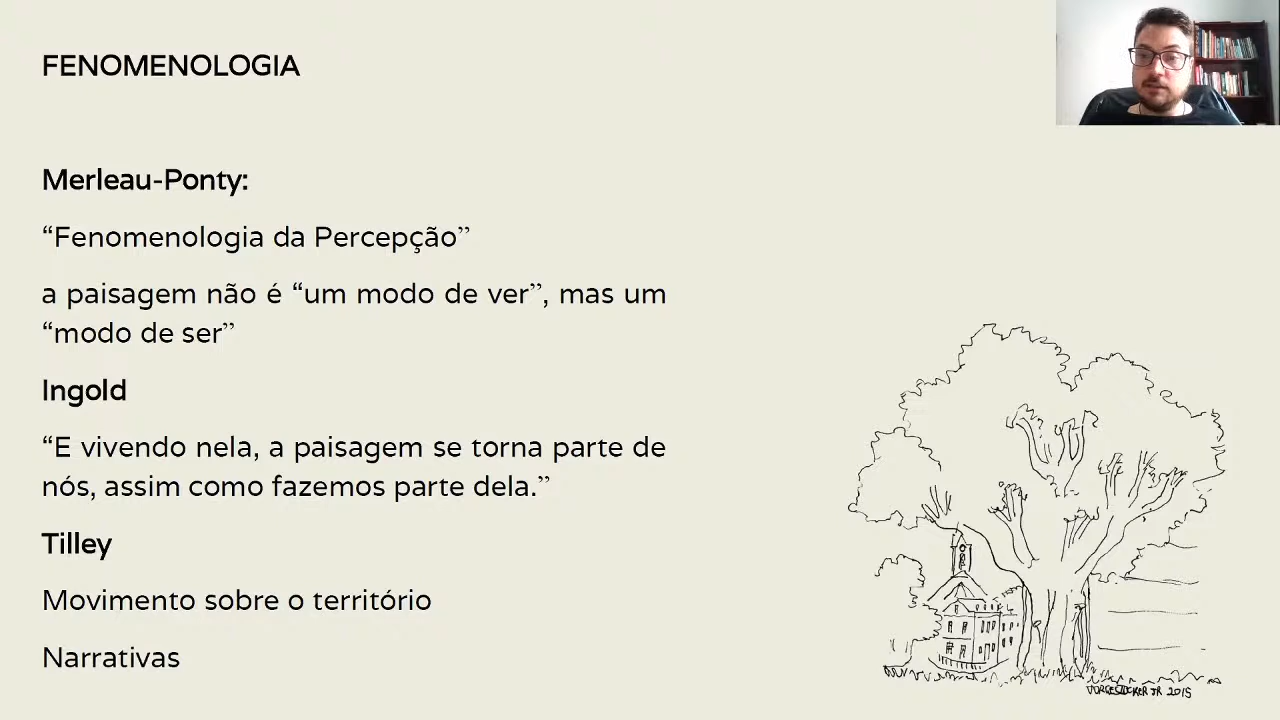 FENOMENOLOGIA
Merleau-Ponty:
“Fenomenologia da Percepção”
a paisagem não é “um modo de ver”, mas um
“modo de ser”
Ingold
“E vivendo nela, a paisagem se torna parte de
nós, assim como fazemos parte dela.”
Tilley
Movimento sobre o território
Narrativas
JR 2015